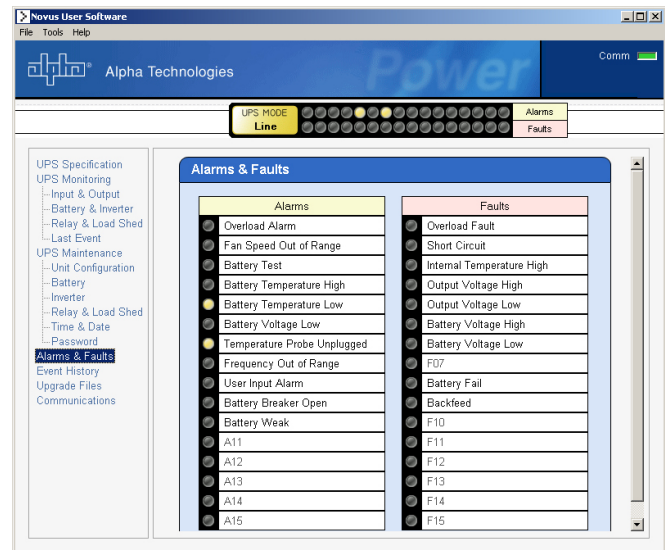 Novus User Software
File Tools Help
alpha® Alpha Technologies
Power
Comm
UPS MODE
Line
Alarms
Faults
UPS Specification
UPS Monitoring
Input & Output
Battery & Inverter
Relay & Load Shed
Last Event
UPS Maintenance
Unit Configuration
Battery
Inverter
Relay & Load Shed
Time & Date
Password
Alarms & Faults
Event History
Upgrade Files
Communications
Alarms & Faults
Alarms
Overload Alarm
Fan Speed Out of Range
Battery Test
Battery Temperature High
Battery Temperature Low
Battery Voltage Low
Temperature Probe Unplugged
Frequency Out of Range
User Input Alarm
Battery Breaker Open
Battery Weak
A11
A12
A13
A14
A15
Faults
Overload Fault
Short Circuit
Internal Temperature High
Output Voltage High
Output Voltage Low
Battery Voltage High
Battery Voltage Low
F07
Battery Fail
Backfeed
F10
F11
F12
F13
F14
F15